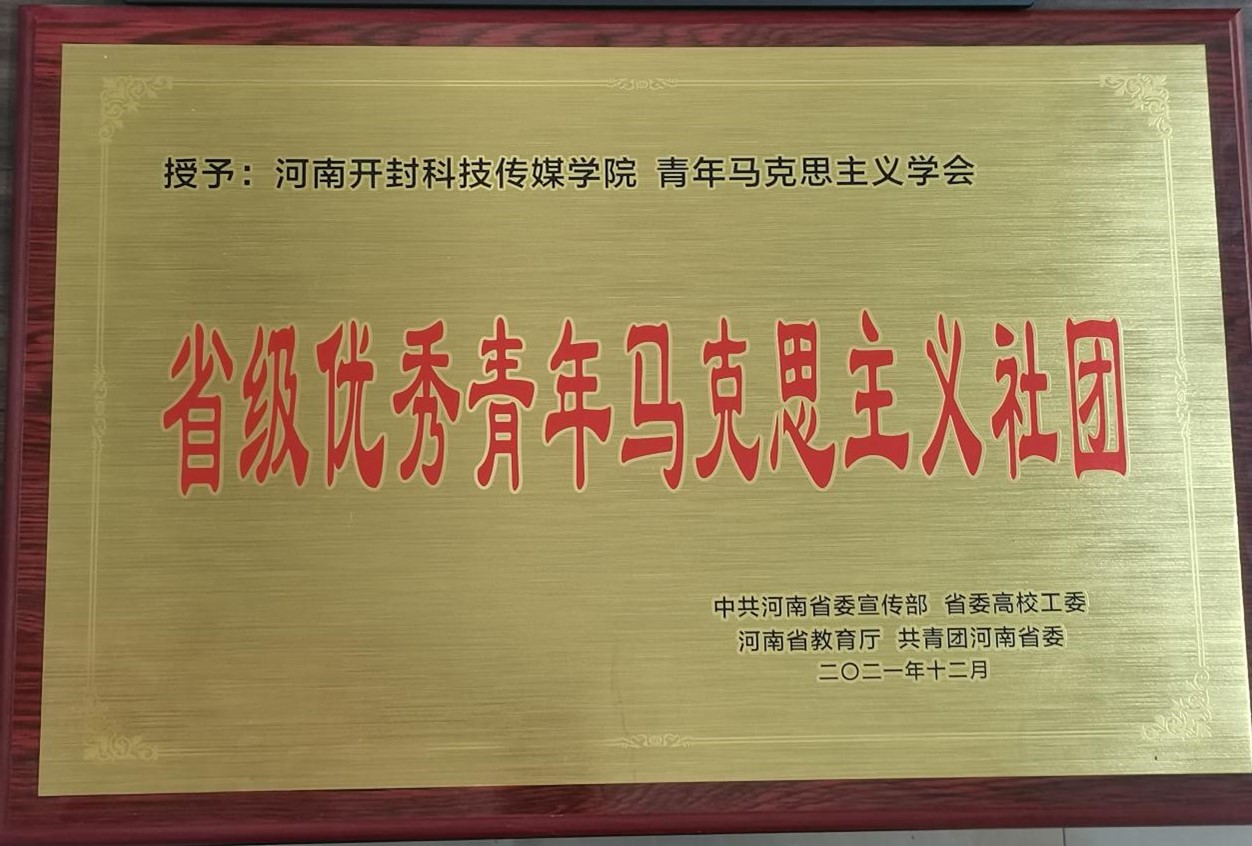 授予：河南开封科技传媒学院 青年马克思主义学会
省级优秀青年马克思主义社团
中共河南省委宣传部 省委高校工委
河南省教育厅 共青团河南省委
二〇二一年十二月